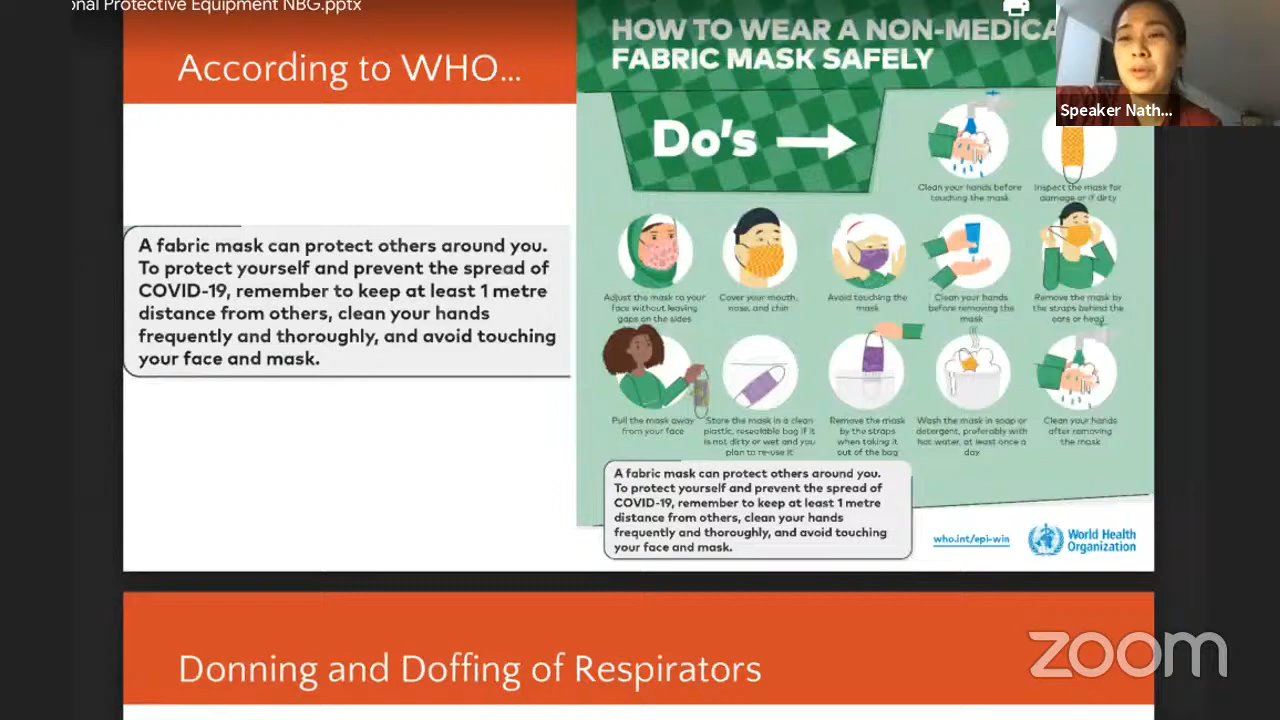 onal Protective Equipment NBG.pptx
According to WHO...
A fabric mask can protect others around you.
To protect yourself and prevent the spread of
COVID-19, remember to keep at least 1 metre
distance from others, clean your hands
frequently and thoroughly, and avoid touching
your face and mask.
HOW TO WEAR A NON-MEDICA
FABRIC MASK SAFELY
Do's
Clean your hands before
touching the mask
Inspect the mask for
damage or if dirty
Adjust the mask to your
face without leaving
gaps on the sides
Cover your mouth,
nose, and chin
Avoid touching the
mask
Clean your hands
before removing the
mask
Remove the mask by
the straps behind the
ears or head
Pull the mask away
from your face
Store the mask in a clean
plastic, resealable bag if it
is not dirty or wet and you
plan to re-use it
Remove the mask
by the straps
when taking it
out of the bag
Wash the mask in soap or
detergent, preferably with
hot water, at least once a
day
Clean your hands
after removing
the mask
A fabric mask can protect others around you.
To protect yourself and prevent the spread of
COVID-19, remember to keep at least 1 metre
distance from others, clean your hands
frequently and thoroughly, and avoid touching
your face and mask.
who.int/epi-win
World Health
Organization
Speaker Nath...
Donning and Doffing of Respirators
zoom